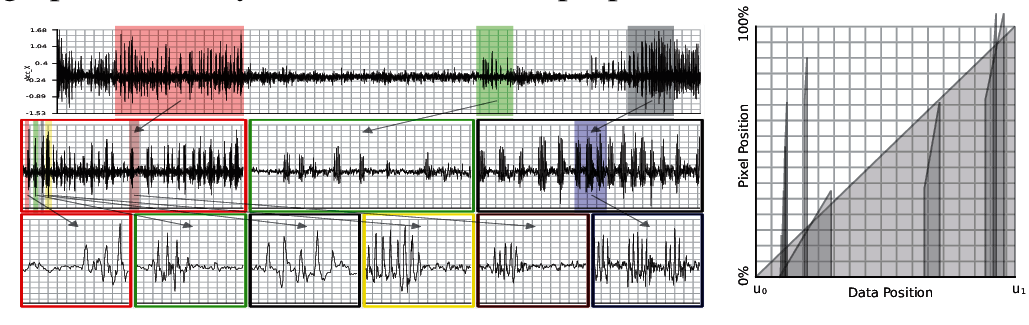 1.68
1.04
0.4
-0.24
-0.89
-1.53
100%
Pixel Position
0%
u₀
Data Position
u₁